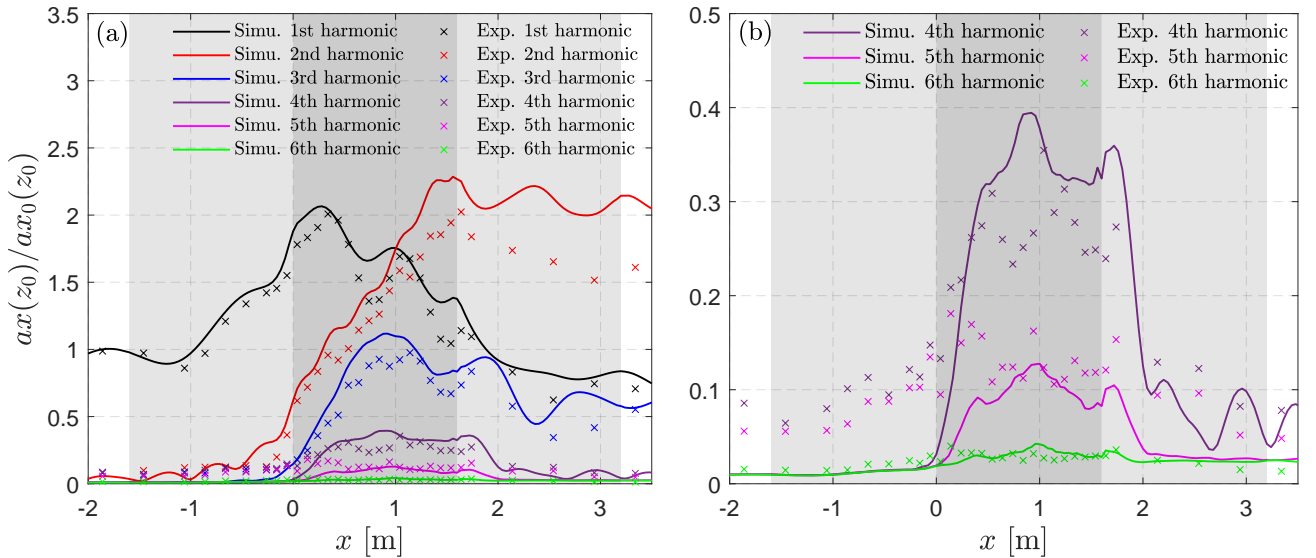 (a)
Simu. 1st harmonic × Exp. 1st harmonic
Simu. 2nd harmonic × Exp. 2nd harmonic
Simu. 3rd harmonic × Exp. 3rd harmonic
Simu. 4th harmonic × Exp. 4th harmonic
Simu. 5th harmonic × Exp. 5th harmonic
Simu. 6th harmonic × Exp. 6th harmonic
ax(z₀)/ax₀(z₀)
3.5
3
2.5
2
1.5
1
0.5
0
-2 -1 0 1 2 3
x [m]
(b)
Simu. 4th harmonic × Exp. 4th harmonic
Simu. 5th harmonic × Exp. 5th harmonic
Simu. 6th harmonic × Exp. 6th harmonic
0.5
0.4
0.3
0.2
0.1
0
-2 -1 0 1 2 3
x [m]